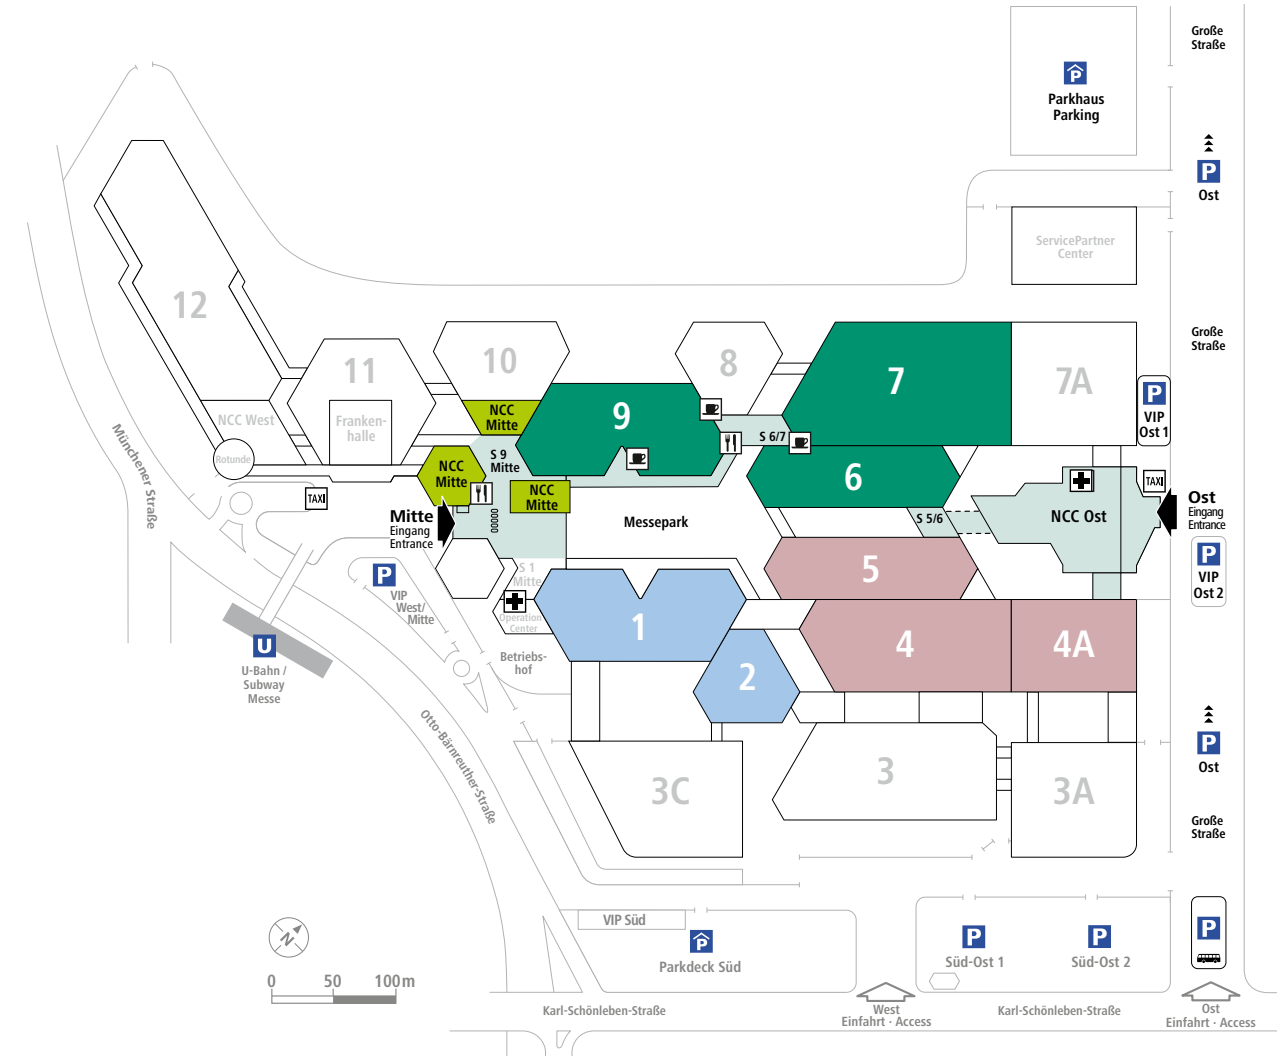 Große
Straße
P
Parkhaus
Parking
P
Ost
ServicePartner
Center
12
Große
Straße
11
10
8
7
7A
P
VIP
Ost 1
NCC West
Franken-
halle
NCC
Mitte
9
S 6/7
Rotunde
NCC
Mitte
S 9
Mitte
6
TAXI
NCC
Mitte
TAXI
Mitte
Eingang
Entrance
Messepark
S 5/6
NCC Ost
Ost
Eingang
Entrance
Münchener Straße
P
VIP
West/
Mitte
S 1
Mitte
Operation
Center
5
P
VIP
Ost 2
U
U-Bahn /
Subway
Messe
Betriebs-
hof
1
2
4
4A
Otto-Bärnreuther-Straße
P
Ost
3C
3
3A
Große
Straße
N
0 50 100m
VIP Süd
P
Parkdeck Süd
P
Süd-Ost 1
P
Süd-Ost 2
P
Karl-Schönleben-Straße
West
Einfahrt · Access
Karl-Schönleben-Straße
Ost
Einfahrt · Access